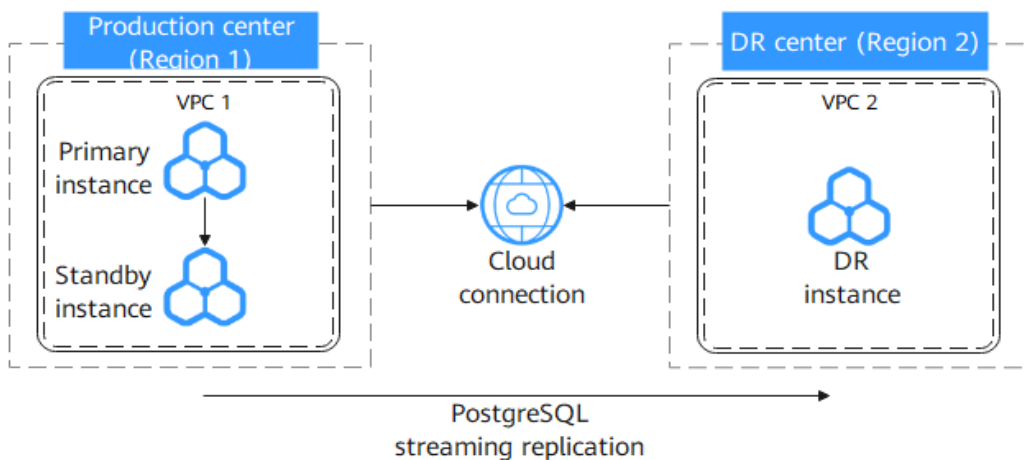 Production center
(Region 1)
DR center (Region 2)
VPC 1
VPC 2
Primary
instance
Standby
instance
Cloud
connection
DR
instance
PostgreSQL
streaming replication